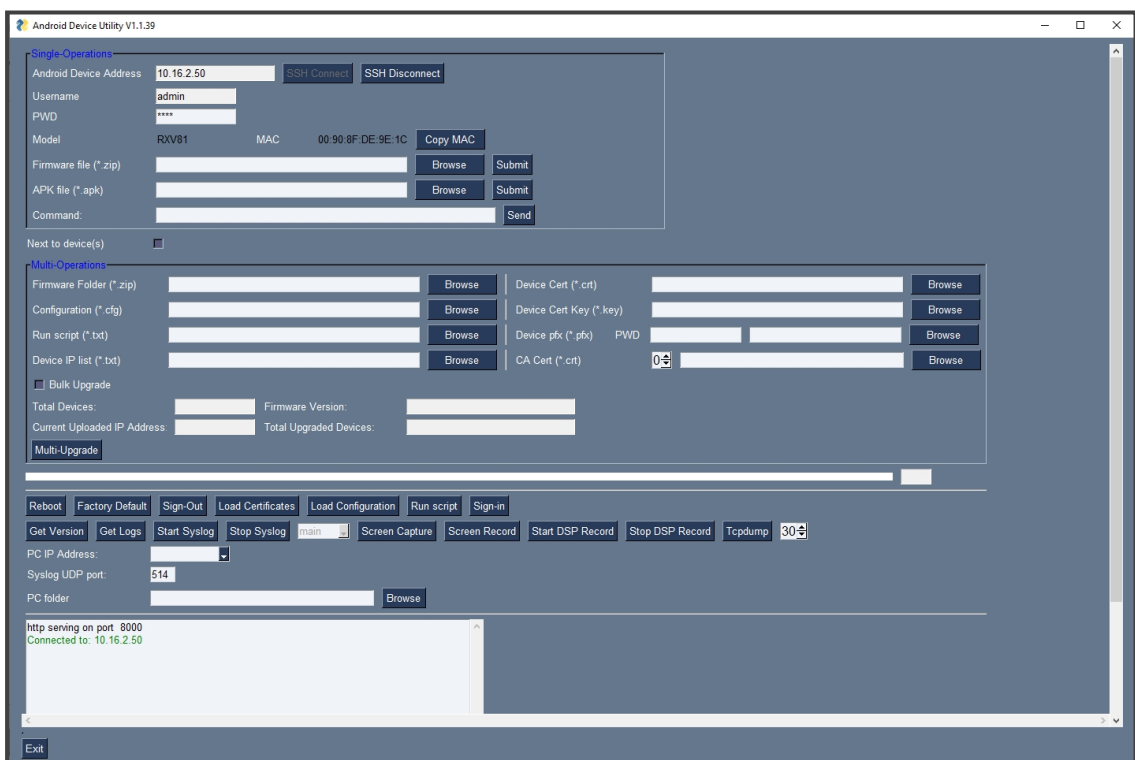 Android Device Utility V1.1.39
Single-Operations
Android Device Address 10.16.2.50 SSH Connect SSH Disconnect
Username admin
PWD ****
Model RXV81 MAC 00:90:8F:DE:9E:1C Copy MAC
Firmware file (*.zip) Browse Submit
APK file (*.apk) Browse Submit
Command: Send
Next to device(s)
Multi-Operations
Firmware Folder (*.zip) Browse Device Cert (*.crt) Browse
Configuration (*.cfg) Browse Device Cert Key (*.key) Browse
Run script (*.txt) Browse Device pfx (*.pfx) PWD Browse
Device IP list (*.txt) Browse CA Cert (*.crt) 0 Browse
Bulk Upgrade
Total Devices: Firmware Version:
Current Uploaded IP Address: Total Upgraded Devices:
Multi-Upgrade
Reboot Factory Default Sign-Out Load Certificates Load Configuration Run script Sign-in
Get Version Get Logs Start Syslog Stop Syslog main Screen Capture Screen Record Start DSP Record Stop DSP Record Tcpdump 30
PC IP Address:
Syslog UDP port: 514
PC folder Browse
http serving on port 8000
Connected to: 10.16.2.50
Exit